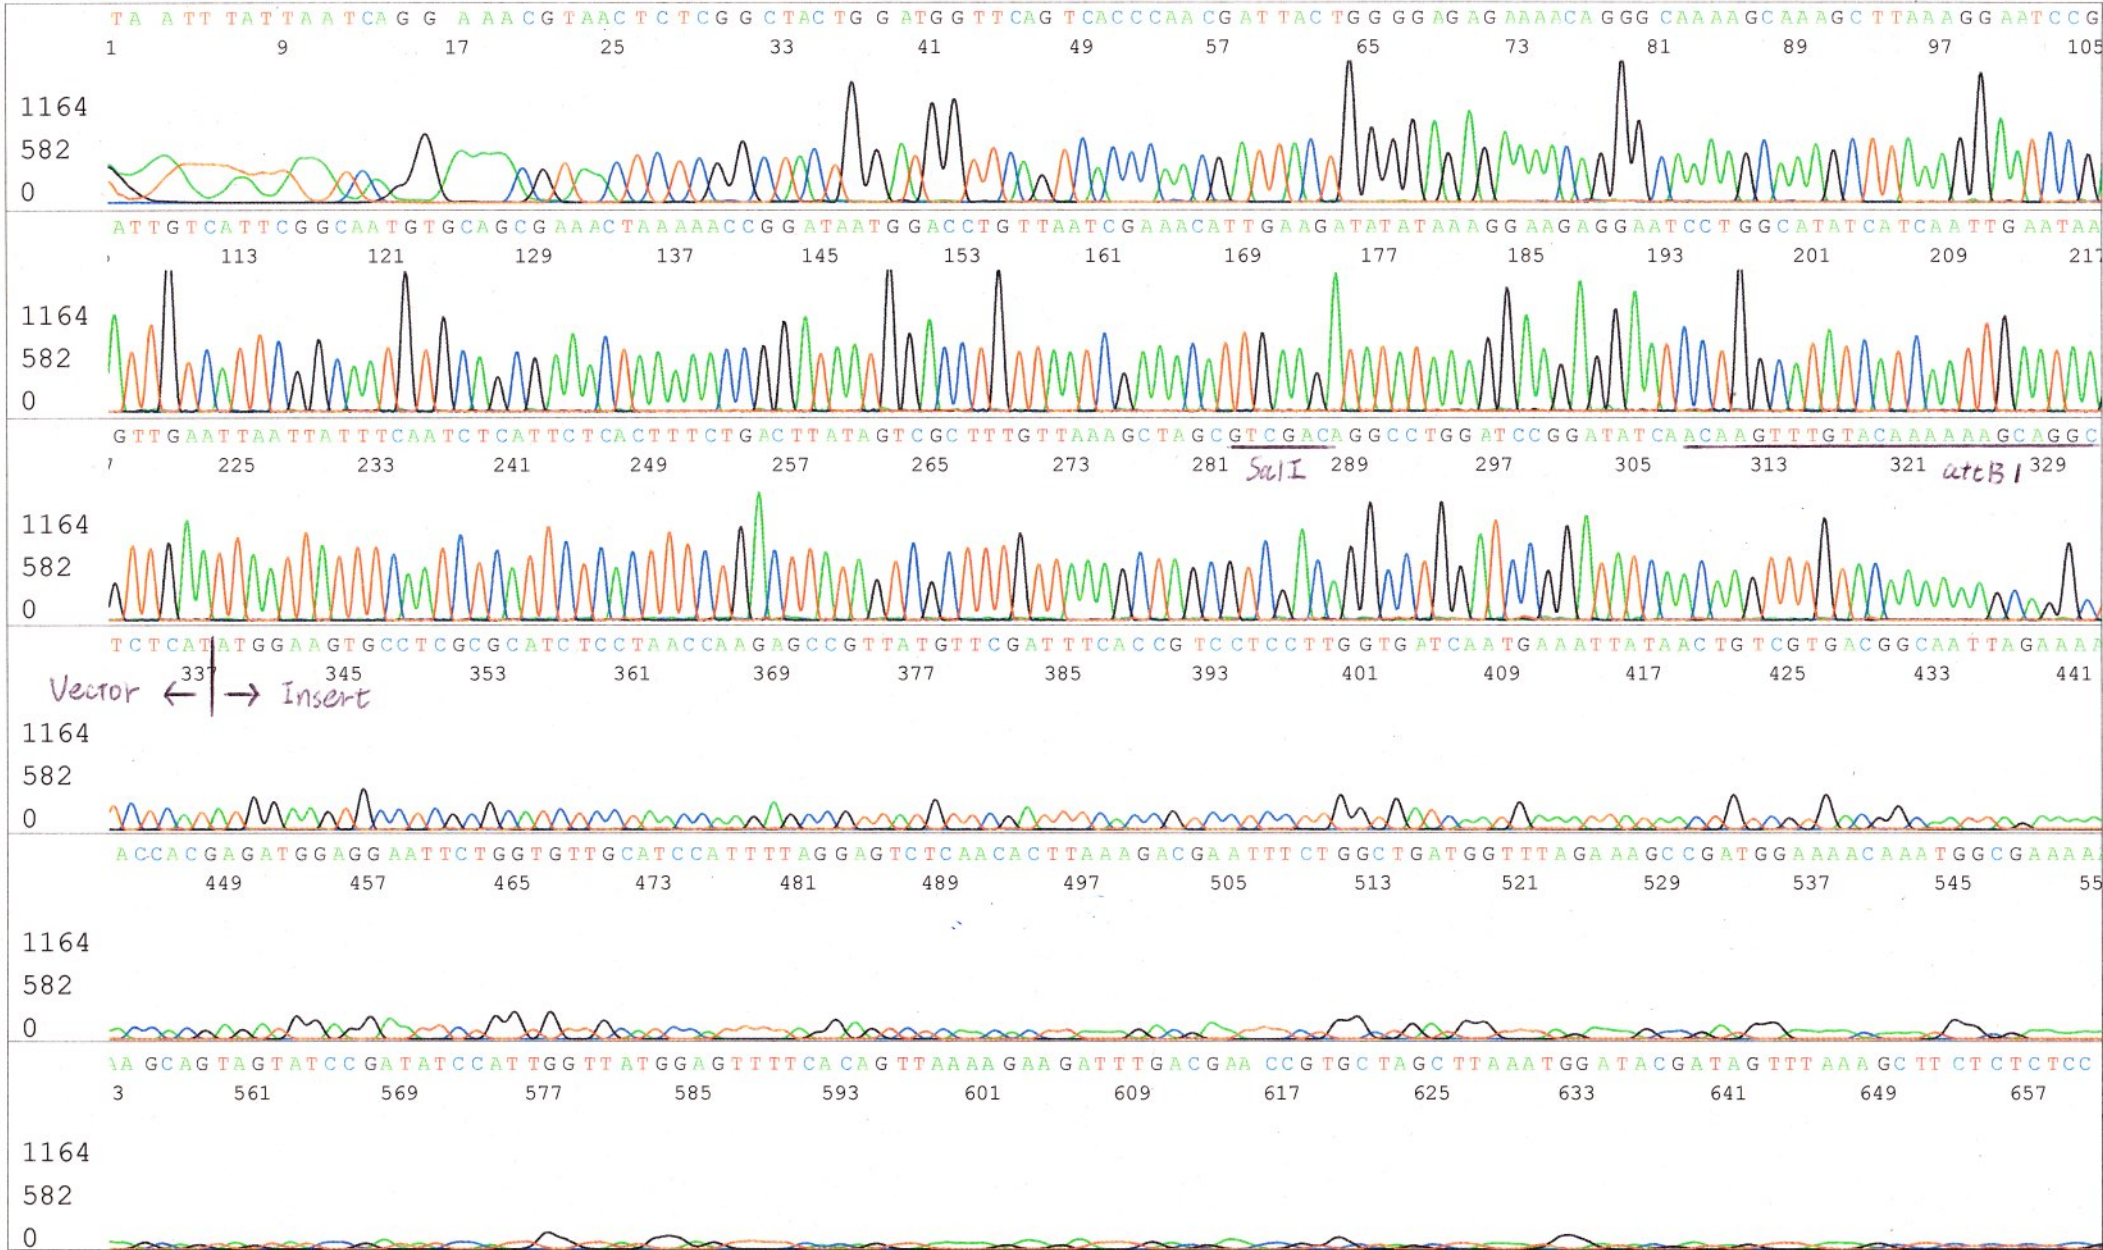 TA ATT TATTAATCAGG AAACGTAACTCTCGGCTACTGGATGGTTCAGTCACCCAACGATTACTGGGGAGAGAAAACAGGGCAAAAGCAAAGCTTAAAGGAATCCG
1 9 17 25 33 41 49 57 65 73 81 89 97 105
1164
582
0
ATTGTCATTCGGCAATGTGCAGCGAAACTAAAAACCGGATAATGGACCTGTTAATCGAAACATTGAAGATATATAAAGGAAGAGGAATCCTGGCATATCATCAATTGAATAA
113 121 129 137 145 153 161 169 177 185 193 201 209 217
1164
582
0
GTTGAATTAATTATTTCAATCTCATTCTCACTTTCTGACTTATAGTCGCTTTGTTAAAGCTAGCGTCGACAGGCCTGGATCCGGATATCAACAAGTTTGTACAAAAAAGCAGGC
7 225 233 241 249 257 265 273 281 SalI 289 297 305 313 321 attB1 329
1164
582
0
TCTCATATGGAAGTGCCTCGCGCATCTCCTAACCAAGAGCCGTTATGTTCGATTTCACCGTCCTCCTTGGTGATCAATGAAATTATAACTGTCGTGACGGCAATTAGAAAA
337 345 353 361 369 377 385 393 401 409 417 425 433 441
Vector ← → Insert
1164
582
0
ACCACGAGATGGAGGAATTCTGGTGTTGCATCCATTTTAGGAGTCTCAACACTTAAAGACGAATTTCTGGCTGATGGTTTAGAAAGCCGATGGAAAACAAATGGCGAAAAA
449 457 465 473 481 489 497 505 513 521 529 537 545 55
1164
582
0
AAGCAGTAGTATCCGATATCCATTGGTTATGGAGTTTTCACAGTTAAAAGAAGATTTGACGAACCGTGCTAGCTTAAATGGATACGATAGTTTAAAGCTTCTCTCTCC
3 561 569 577 585 593 601 609 617 625 633 641 649 657
1164
582
0